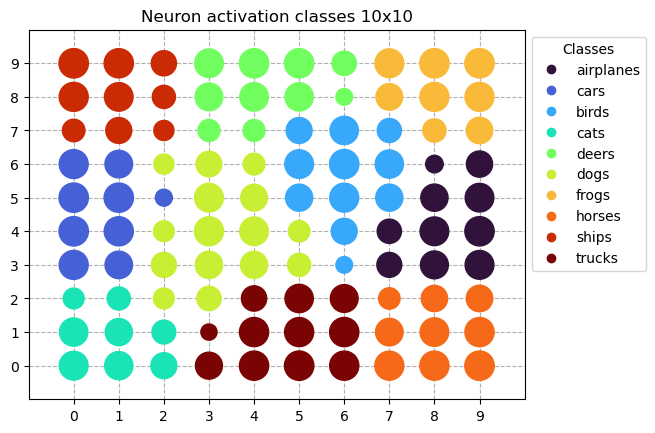 Neuron activation classes 10x10
9
8
7
6
5
4
3
2
1
0
0 1 2 3 4 5 6 7 8 9
Classes
airplanes
cars
birds
cats
deers
dogs
frogs
horses
ships
trucks